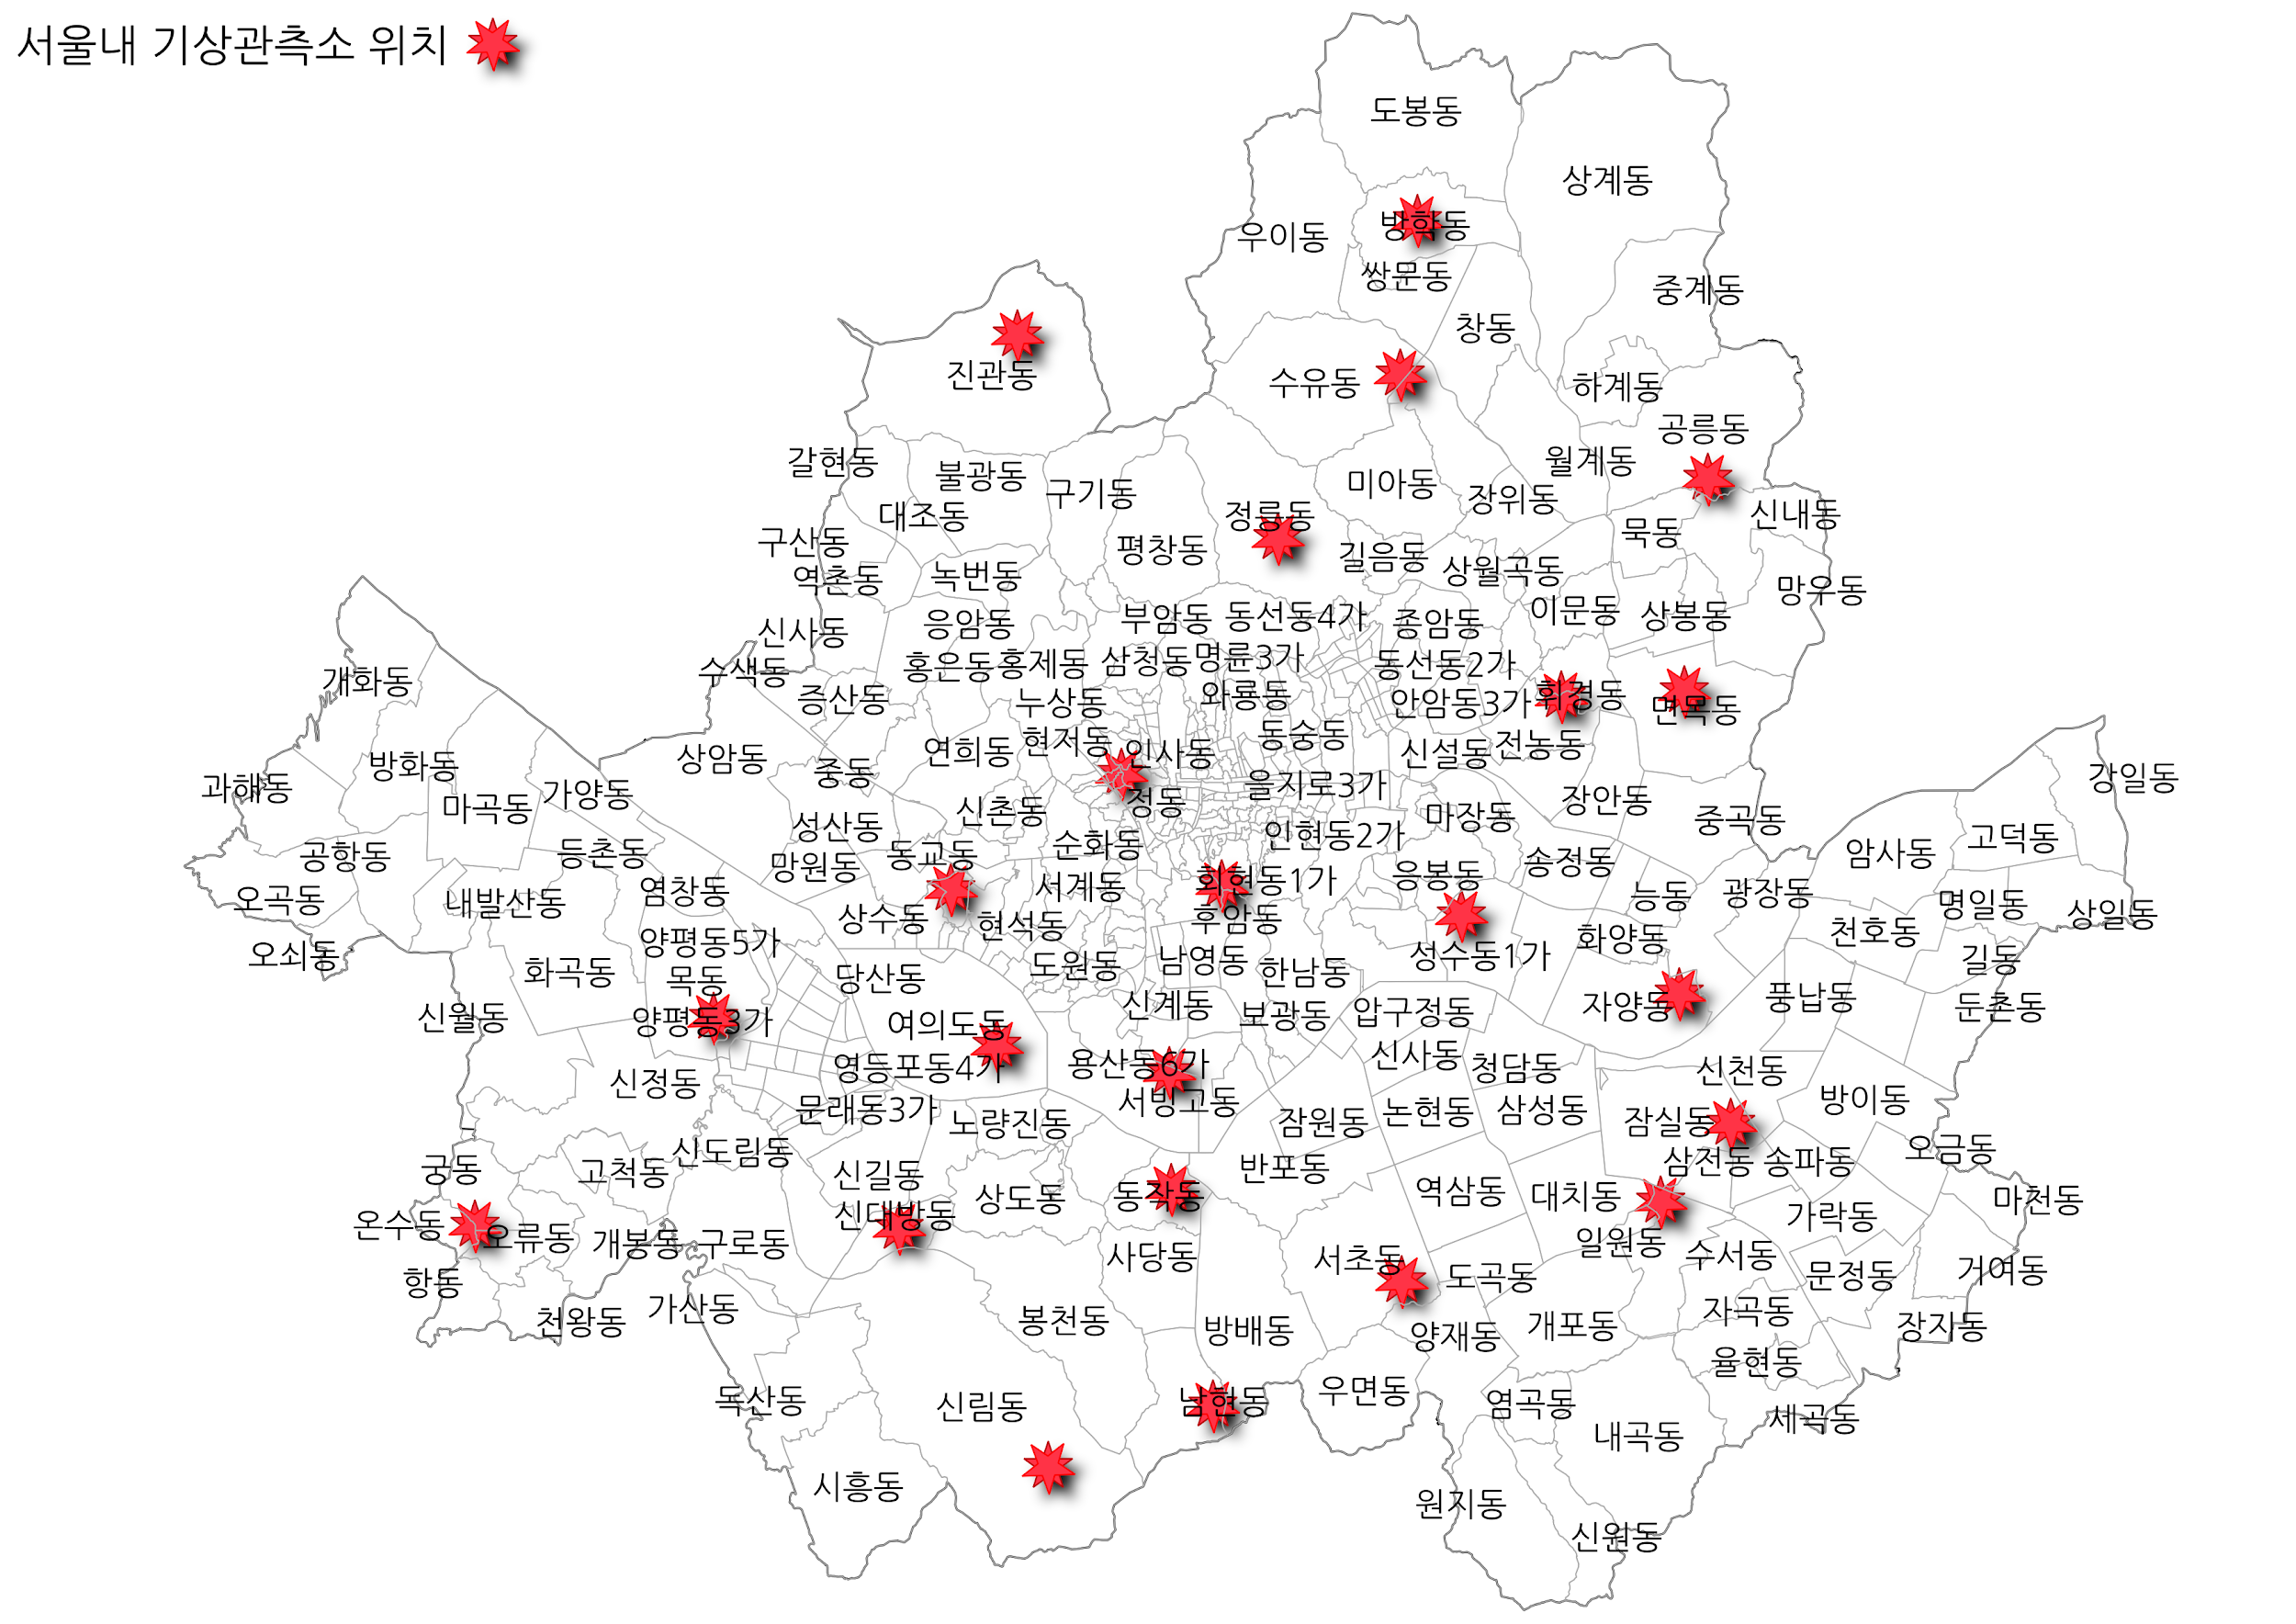 서울내 기상관측소 위치
도봉동
상계동
방학동
우이동
쌍문동
중계동
창동
진관동
수유동
하계동
공릉동
갈현동
불광동
월계동
구기동
미아동
장위동
대조동
정릉동
신내동
묵동
구산동
평창동
길음동
역촌동
녹번동
상월곡동
망우동
신사동
응암동
부암동
동선동4가
종암동
이문동
상봉동
수색동
홍은동
홍제동
삼청동
명륜3가
동선동2가
개화동
증산동
누상동
와룡동
안암동3가
휘경동
면목동
현저동
동숭동
연희동
인사동
신설동
전농동
방화동
상암동
중동
강일동
과해동
마곡동
가양동
신촌동
정동
을지로3가
장안동
성산동
마장동
중곡동
인현동2가
고덕동
공항동
등촌동
망원동
동교동
순화동
송정동
암사동
오곡동
내발산동
염창동
서계동
회현동1가
응봉동
능동
광장동
명일동
상일동
상수동
현석동
후암동
천호동
오쇠동
양평동5가
화양동
화곡동
목동
당산동
도원동
남영동
한남동
성수동1가
길동
신월동
양평동3가
여의도동
신계동
보광동
압구정동
자양동
풍납동
둔촌동
신정동
영등포동4가
용산동6가
신사동
청담동
신천동
문래동3가
노량진동
서빙고동
잠원동
논현동
삼성동
잠실동
방이동
궁동
고척동
신도림동
신길동
반포동
삼전동
송파동
오금동
온수동
오류동
개봉동
구로동
신대방동
상도동
동작동
역삼동
대치동
가락동
마천동
항동
사당동
서초동
도곡동
일원동
수서동
문정동
거여동
천왕동
가산동
봉천동
방배동
양재동
개포동
자곡동
장지동
독산동
신림동
남현동
우면동
염곡동
율현동
시흥동
내곡동
세곡동
원지동
신원동